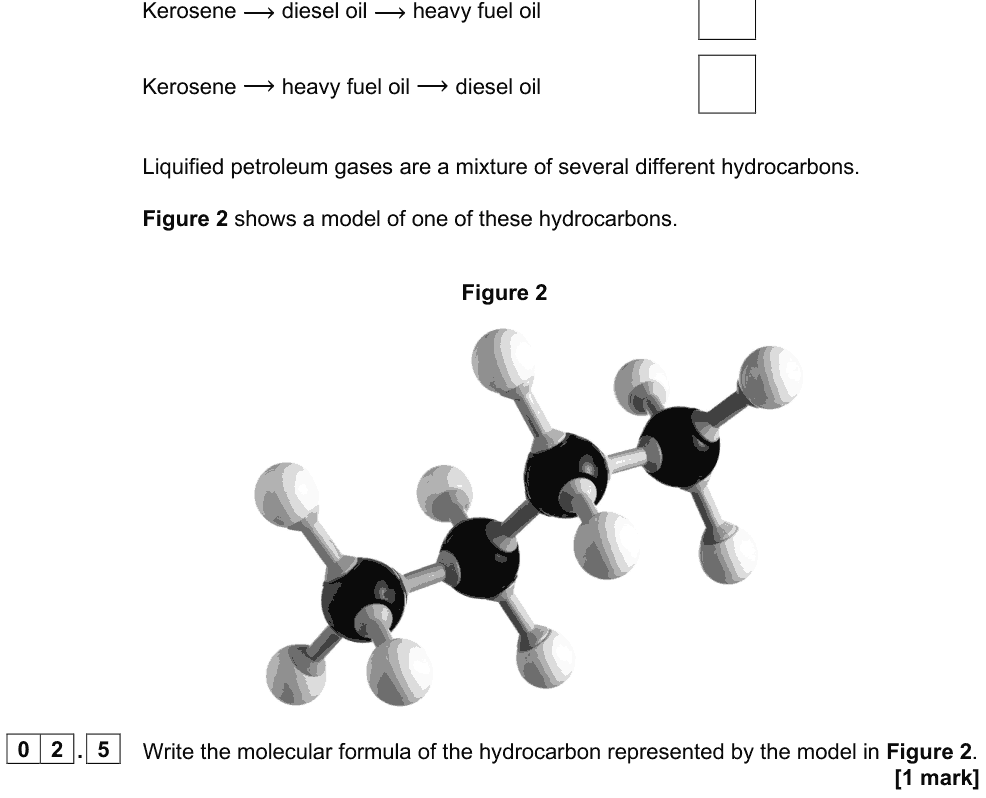 Kerosene ⟶ diesel oil ⟶ heavy fuel oil
Kerosene ⟶ heavy fuel oil ⟶ diesel oil
Liquified petroleum gases are a mixture of several different hydrocarbons.
Figure 2 shows a model of one of these hydrocarbons.
Figure 2
0 2 . 5 Write the molecular formula of the hydrocarbon represented by the model in Figure 2.
[1 mark]